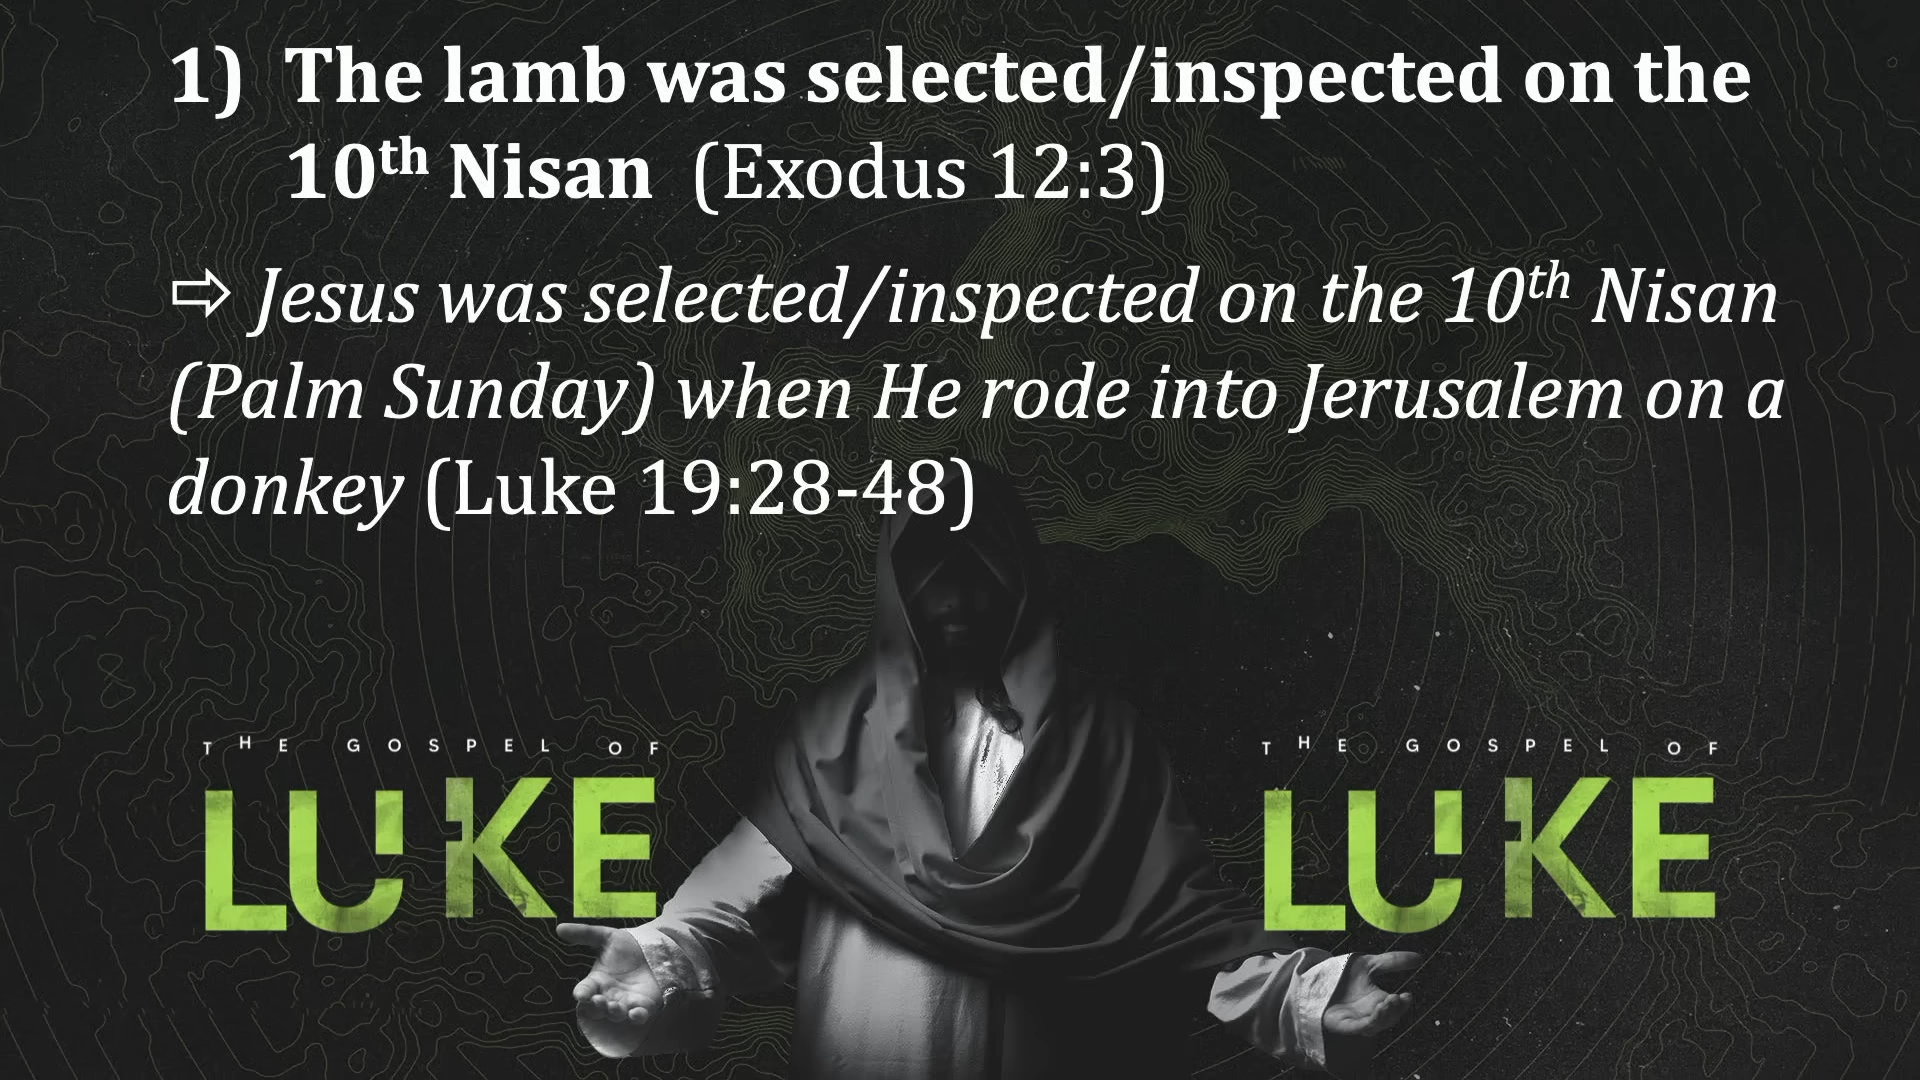 1) The lamb was selected/inspected on the
10th Nisan (Exodus 12:3)
⇨ Jesus was selected/inspected on the 10th Nisan
(Palm Sunday) when He rode into Jerusalem on a
donkey (Luke 19:28-48)
THE GOSPEL OF
LUKE
THE GOSPEL OF
LUKE